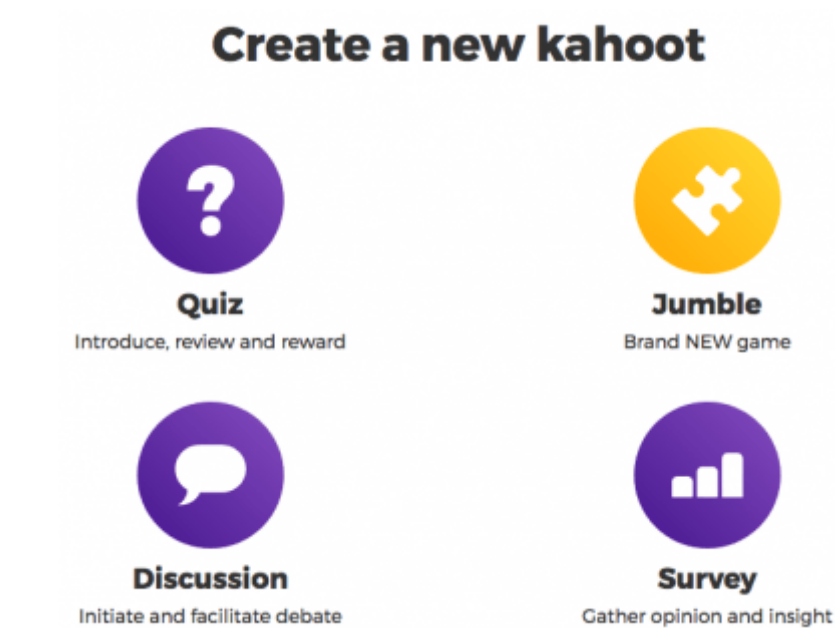 Create a new kahoot
Quiz
Introduce, review and reward
Jumble
Brand NEW game
Discussion
Initiate and facilitate debate
Survey
Gather opinion and insight